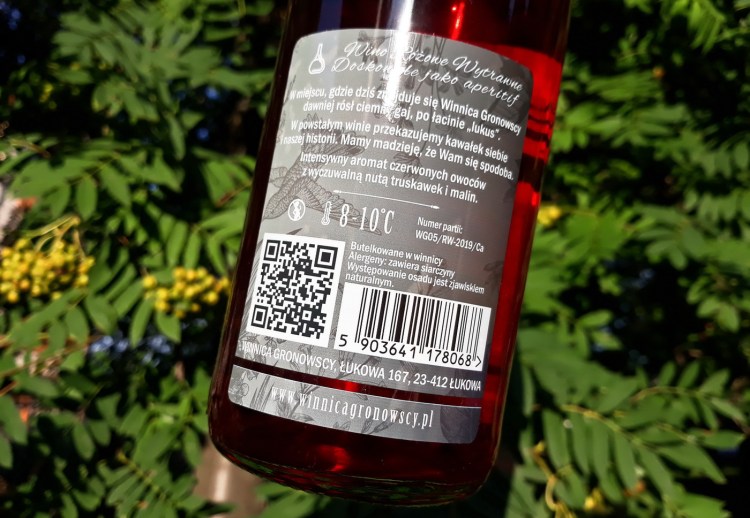 Wino Różowe Wytrawne
Doskonałe jako aperitif
W miejscu, gdzie dziś znajduje się Winnica Gronowscy
dawniej rósł ciemny gaj, po łacinie „lukus”.
W powstałym winie przekazujemy kawałek siebie
i naszej historii. Mamy madzieję, że Wam się spodoba.
Intensywny aromat czerwonych owoców
z wyczuwalną nutą truskawek i malin.
8-10°C
Numer partii:
WG05/RW-2019/Ca
Butelkowane w winnicy
Alergeny: zawiera siarczyny
Występowanie osadu jest zjawiskiem
naturalnym.
5 903641 178068 >
WINNICA GRONOWSCY, ŁUKOWA 167, 23-412 ŁUKOWA
www.winnicagronowscy.pl